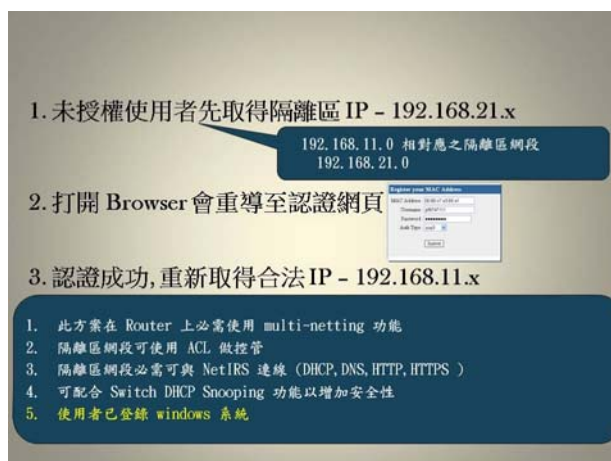 1. 未授權使用者先取得隔離區 IP – 192.168.21.x
192.168.11.0 相對應之隔離區網段
192.168.21.0
2. 打開 Browser 會重導至認證網頁
Register your MAC Address
MAC Address
Username
Password
Auth Type
Submit
3. 認證成功, 重新取得合法 IP – 192.168.11.x
1. 此方案在 Router 上必需使用 multi-netting 功能
2. 隔離區網段可使用 ACL 做控管
3. 隔離區網段必需可與 NetIRS 連線 (DHCP, DNS, HTTP, HTTPS )
4. 可配合 Switch DHCP Snooping 功能以增加安全性
5. 使用者已登錄 windows 系統